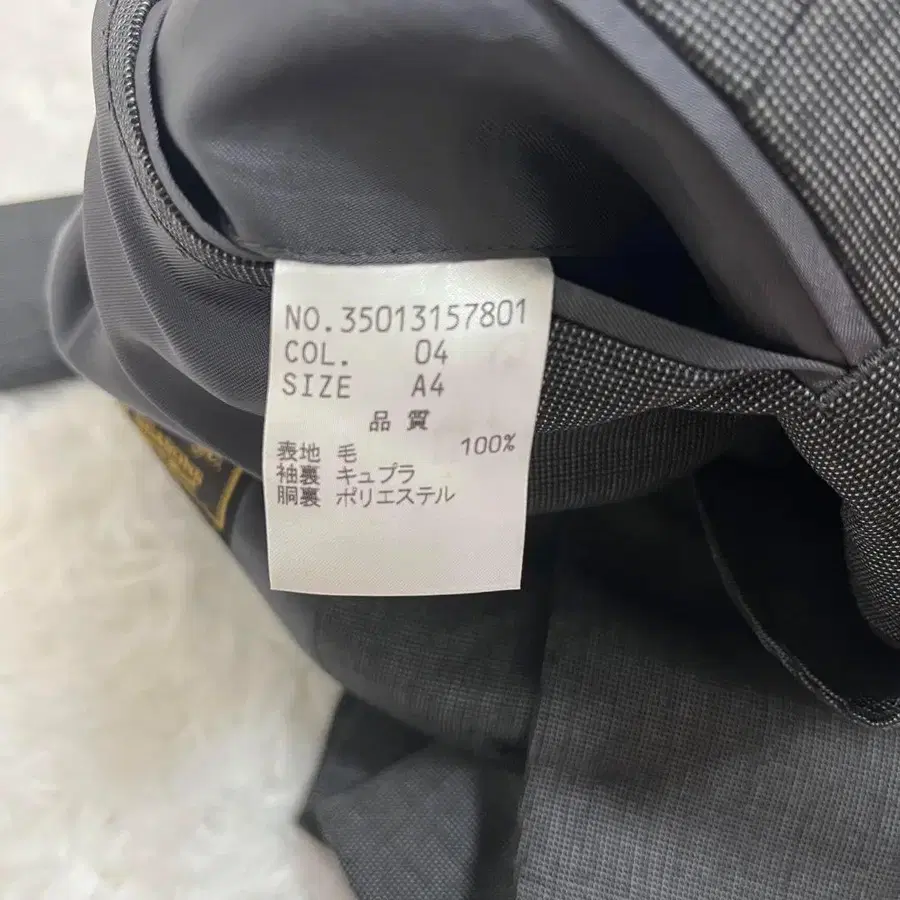 NO.35013157801
COL. 04
SIZE A4
品質
表地 毛 100%
袖裏 キュプラ
胴裏 ポリエステル